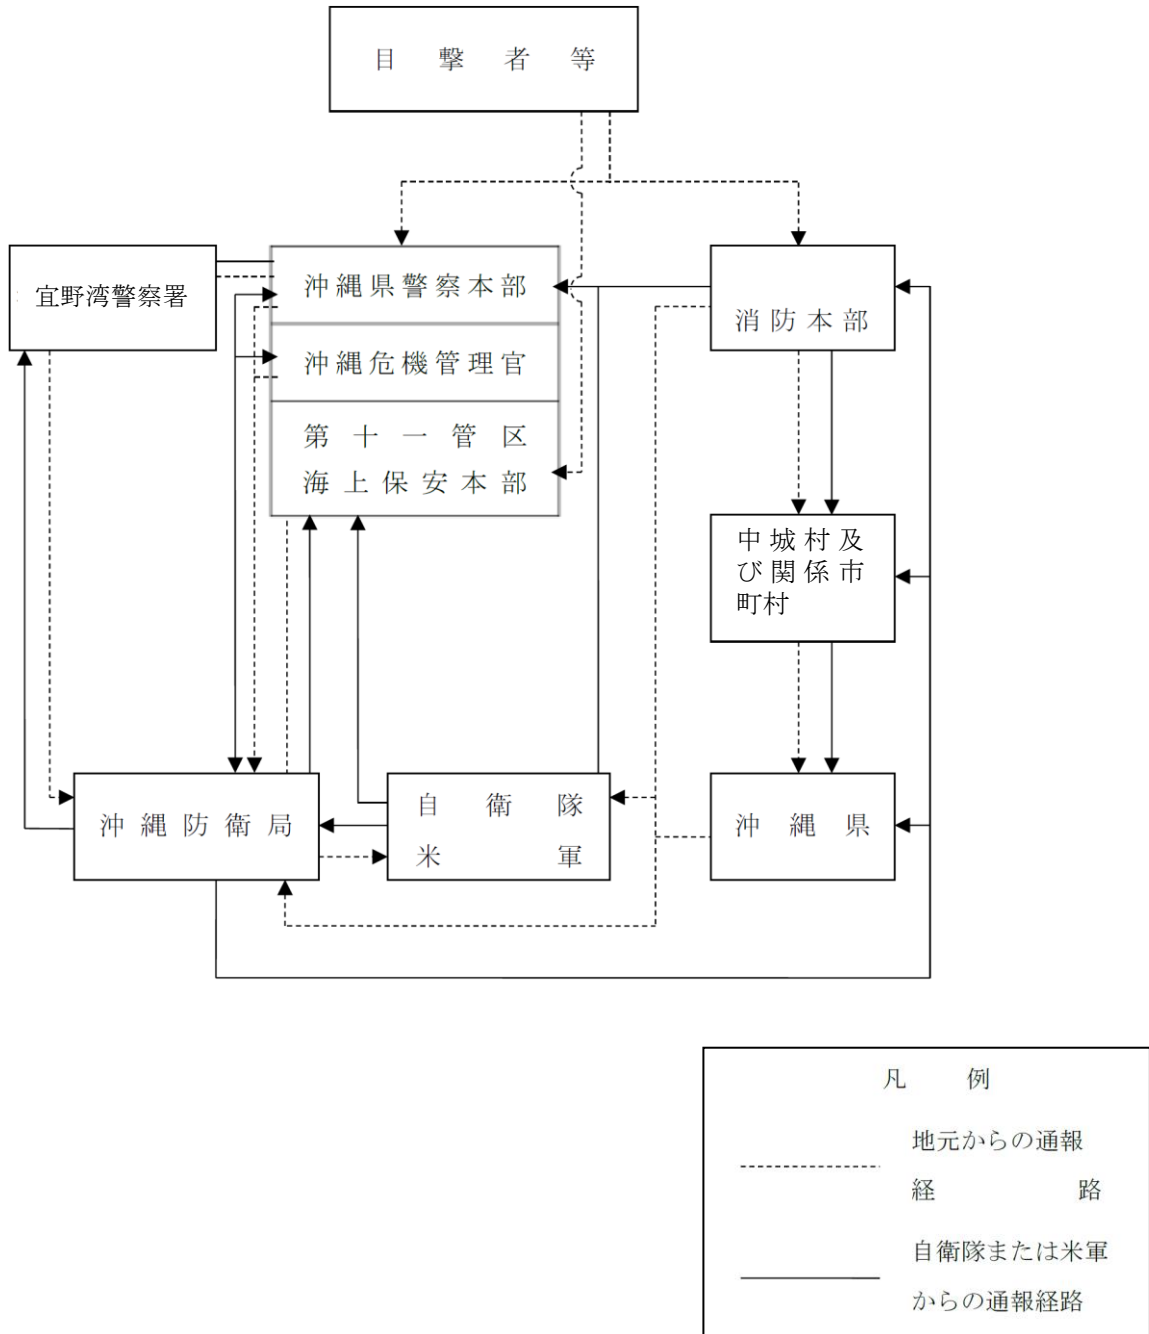 目撃者等
宜野湾警察署
沖縄県警察本部
沖縄危機管理官
第十一管区
海上保安本部
消防本部
中城村及
び関係市
町村
沖縄防衛局
自衛隊
米軍
沖縄県
凡例
地元からの通報
経路
自衛隊または米軍
からの通報経路